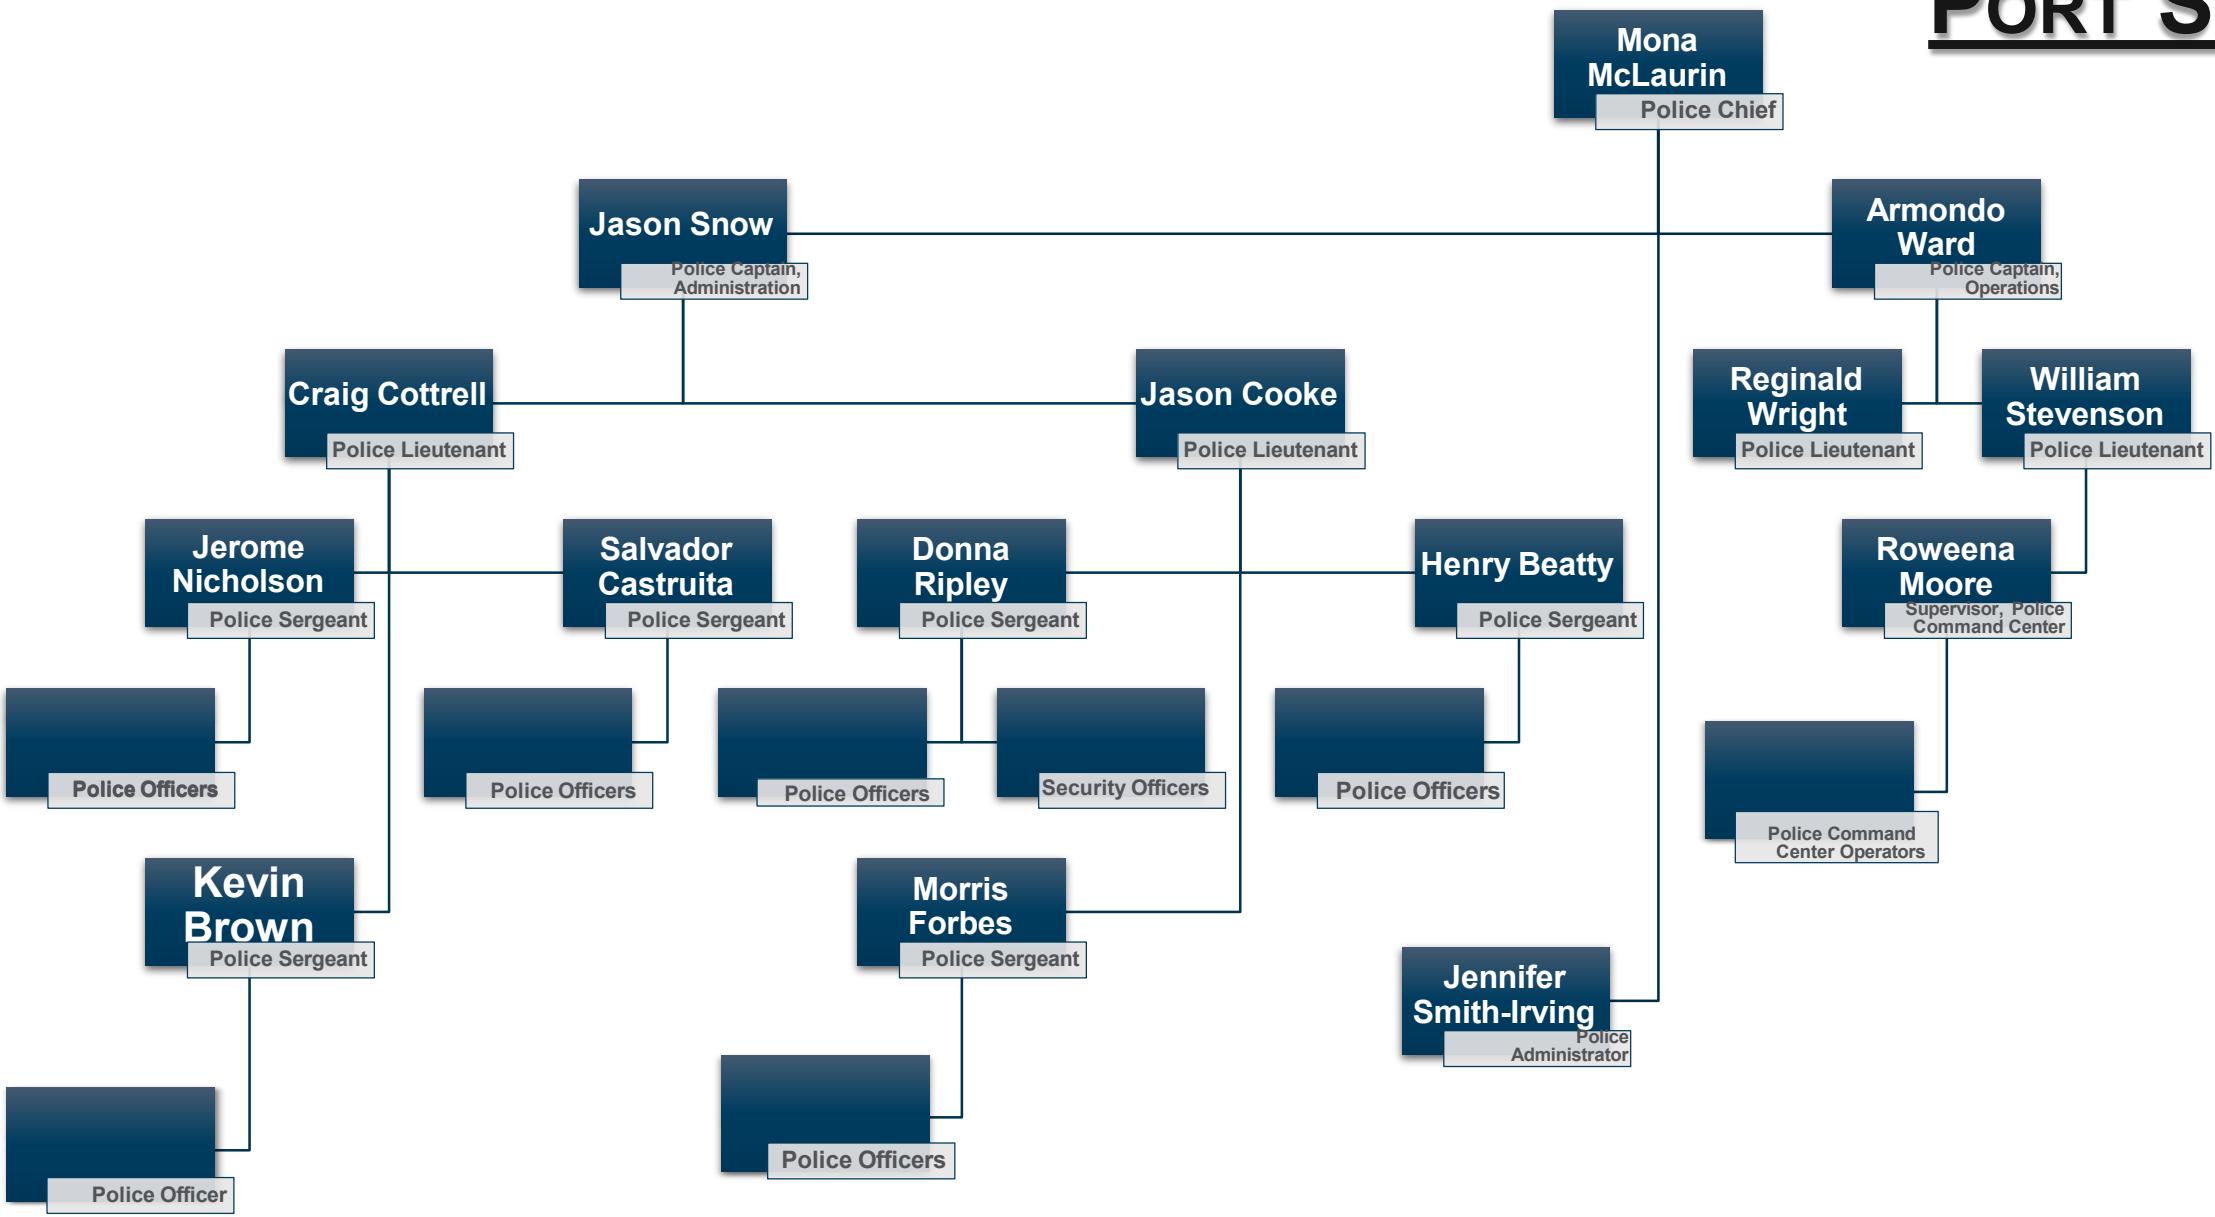 PORT S
Mona
McLaurin
Police Chief
Jason Snow
Police Captain,
Administration
Armondo
Ward
Police Captain,
Operations
Craig Cottrell
Police Lieutenant
Jason Cooke
Police Lieutenant
Reginald
Wright
Police Lieutenant
William
Stevenson
Police Lieutenant
Jerome
Nicholson
Police Sergeant
Salvador
Castruita
Police Sergeant
Donna
Ripley
Police Sergeant
Henry Beatty
Police Sergeant
Roweena
Moore
Supervisor, Police
Command Center
Police Officers
Police Officers
Police Officers
Security Officers
Police Officers
Police Command
Center Operators
Kevin
Brown
Police Sergeant
Morris
Forbes
Police Sergeant
Jennifer
Smith-Irving
Police
Administrator
Police Officers
Police Officer